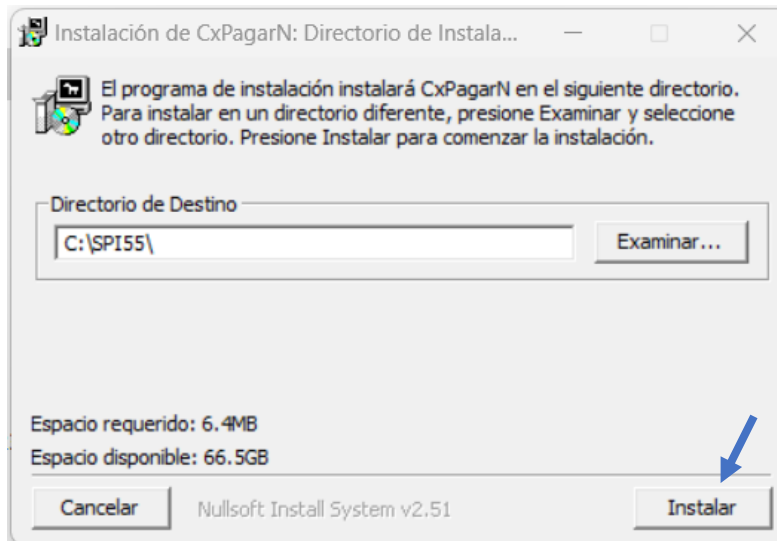 Instalación de CxPagarN: Directorio de Instala...
El programa de instalación instalará CxPagarN en el siguiente directorio.
Para instalar en un directorio diferente, presione Examinar y seleccione
otro directorio. Presione Instalar para comenzar la instalación.
Directorio de Destino
C:\SPI55\
Examinar...
Espacio requerido: 6.4MB
Espacio disponible: 66.5GB
Cancelar
Nullsoft Install System v2.51
Instalar